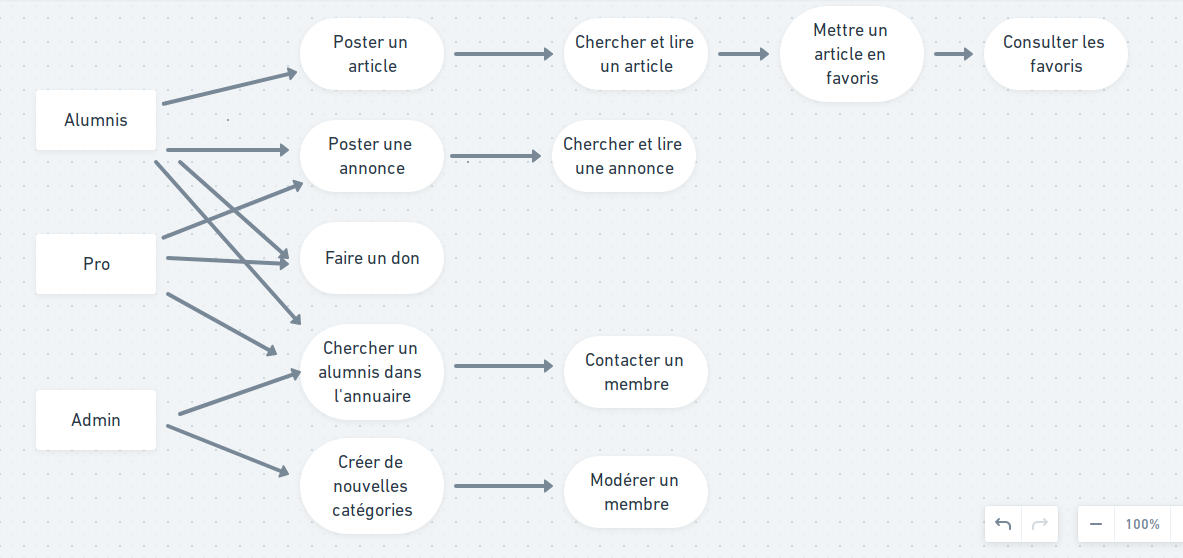 Poster un
article
Chercher et lire
un article
Mettre un
article en
favoris
Consulter les
favoris
Alumnis
Poster une
annonce
Chercher et lire
une annonce
Pro
Faire un don
Chercher un
alumnis dans
l'annuaire
Contacter un
membre
Admin
Créer de
nouvelles
catégories
Modérer un
membre
100%